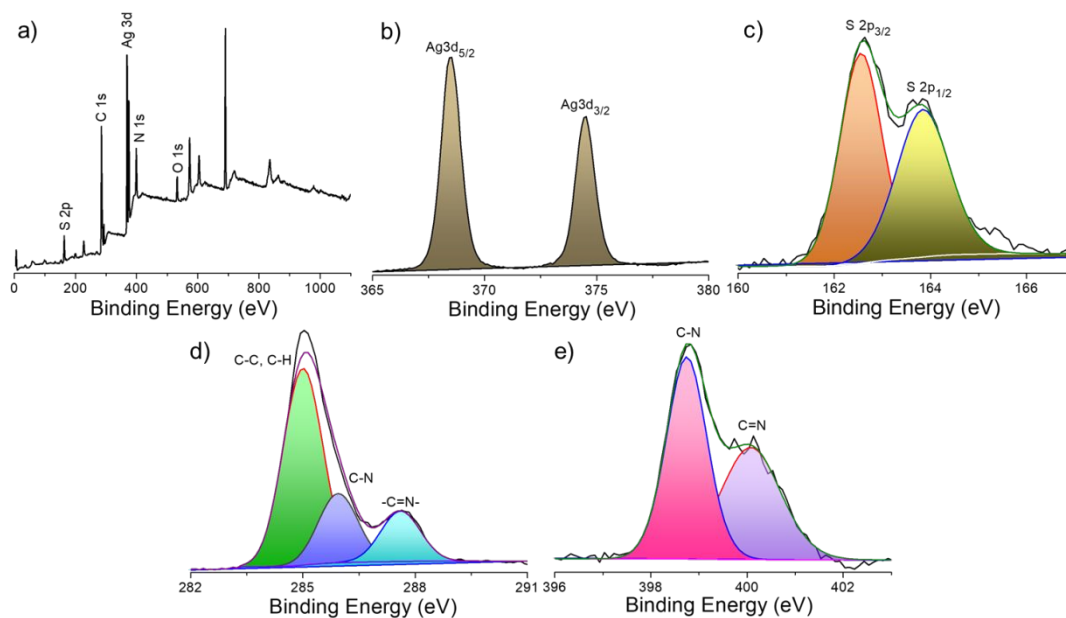 a)
S 2p
C 1s
Ag 3d
N 1s
O 1s
0 200 400 600 800 1000
Binding Energy (eV)
b)
Ag3d5/2
Ag3d3/2
365 370 375 380
Binding Energy (eV)
c)
S 2p3/2
S 2p1/2
160 162 164 166
Binding Energy (eV)
d)
C-C, C-H
C-N
-C=N-
282 285 288 291
Binding Energy (eV)
e)
C-N
C=N
396 398 400 402
Binding Energy (eV)